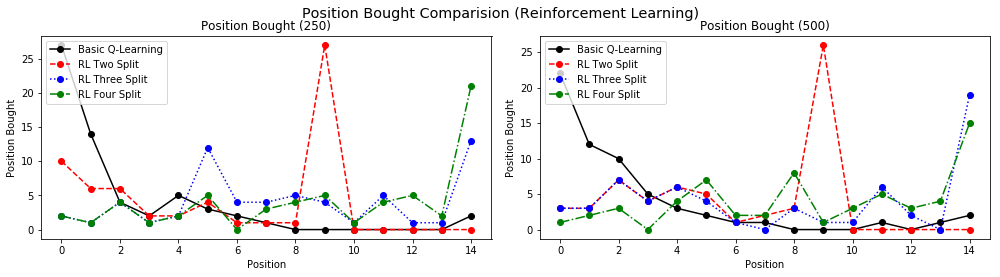 Position Bought Comparision (Reinforcement Learning)
Position Bought (250)
Position Bought
25
20
15
10
5
0
Basic Q-Learning
RL Two Split
RL Three Split
RL Four Split
0 2 4 6 8 10 12 14
Position
Position Bought (500)
Position Bought
25
20
15
10
5
0
Basic Q-Learning
RL Two Split
RL Three Split
RL Four Split
0 2 4 6 8 10 12 14
Position